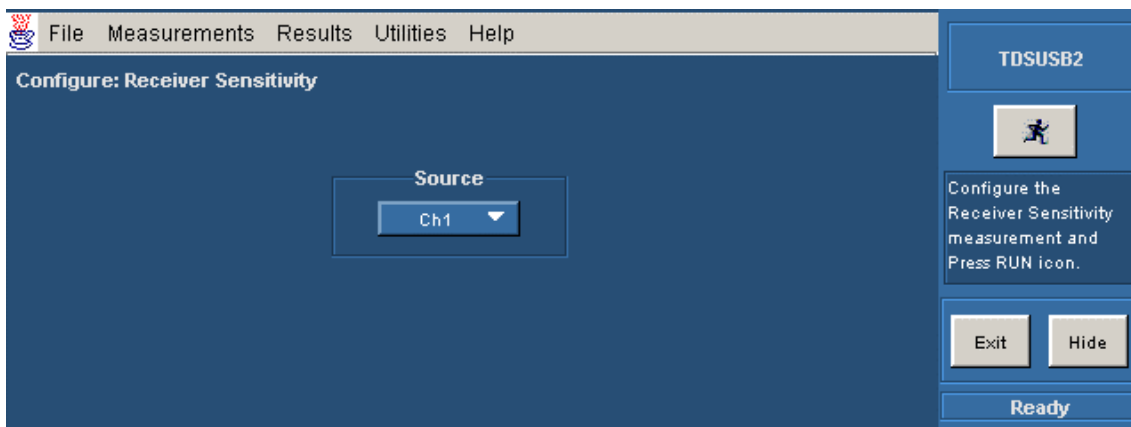 File Measurements Results Utilities Help
Configure: Receiver Sensitivity
Source
Ch1
TDSUSB2
Configure the
Receiver Sensitivity
measurement and
Press RUN icon.
Exit Hide
Ready